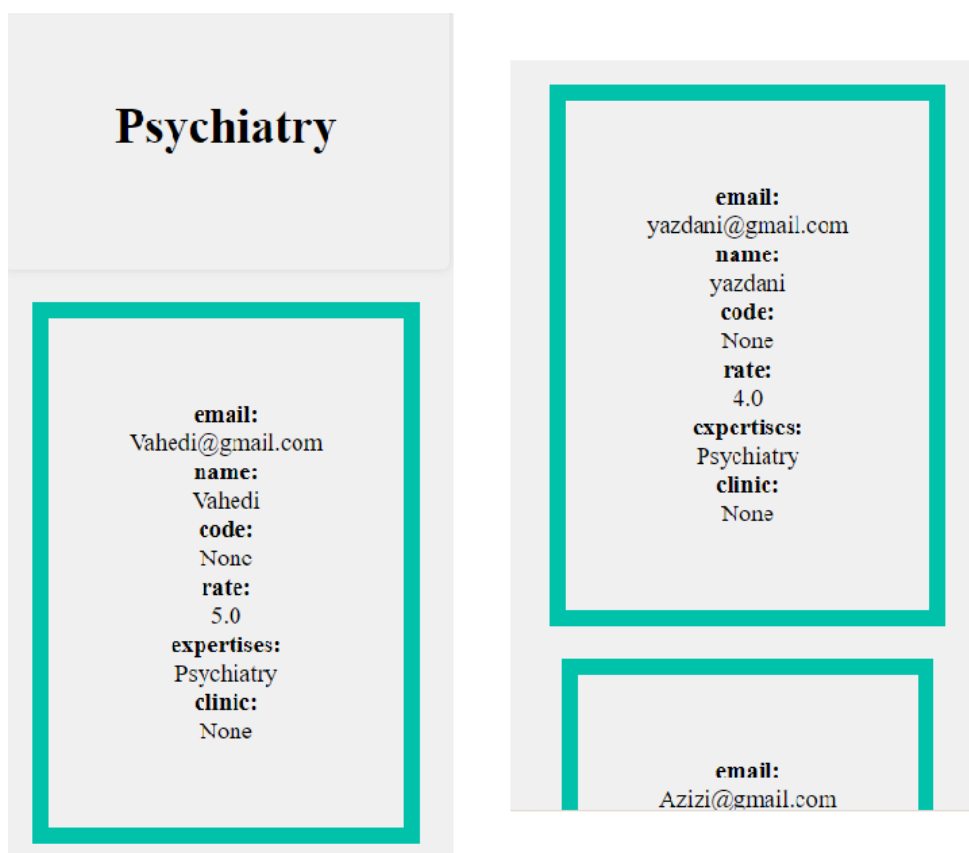 Psychiatry
email:
Vahedi@gmail.com
name:
Vahedi
code:
None
rate:
5.0
expertises:
Psychiatry
clinic:
None
email:
yazdani@gmail.com
name:
yazdani
code:
None
rate:
4.0
expertises:
Psychiatry
clinic:
None
email:
Azizi@gmail.com